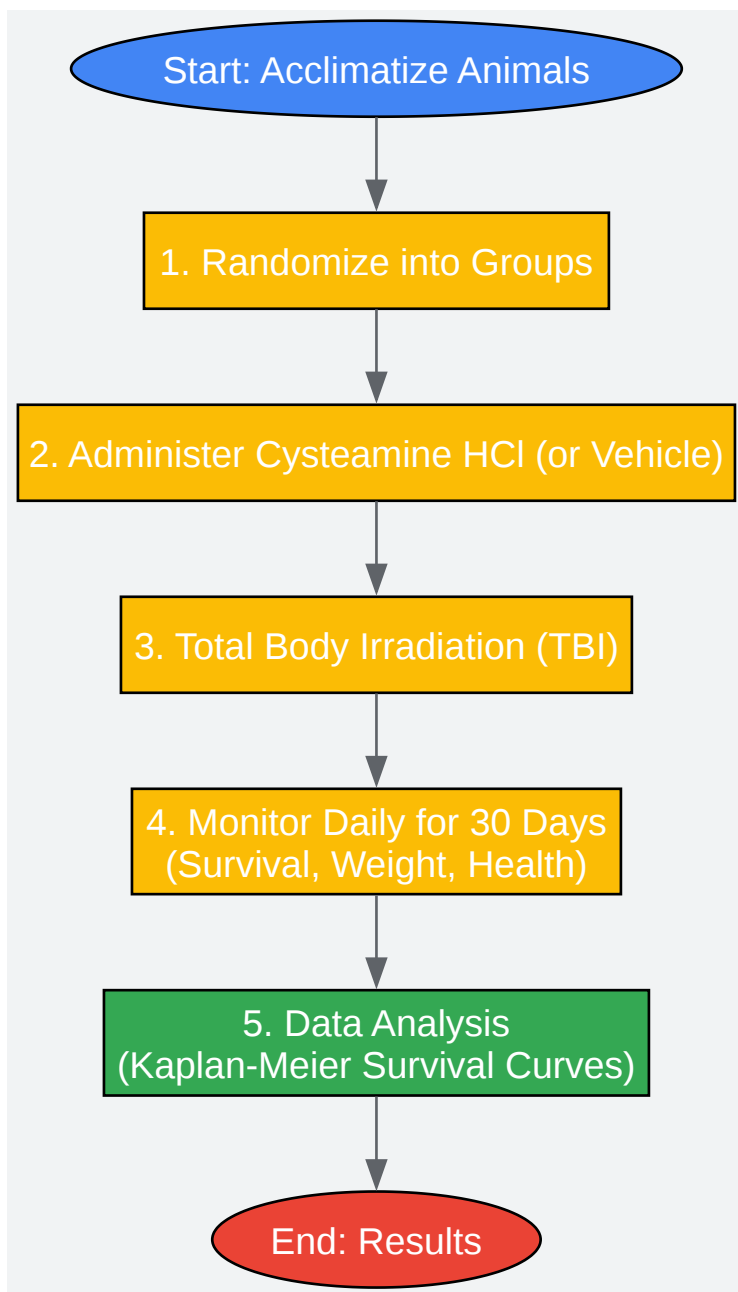 Start: Acclimatize Animals
1. Randomize into Groups
2. Administer Cysteamine HCl (or Vehicle)
3. Total Body Irradiation (TBI)
4. Monitor Daily for 30 Days
(Survival, Weight, Health)
5. Data Analysis
(Kaplan-Meier Survival Curves)
End: Results